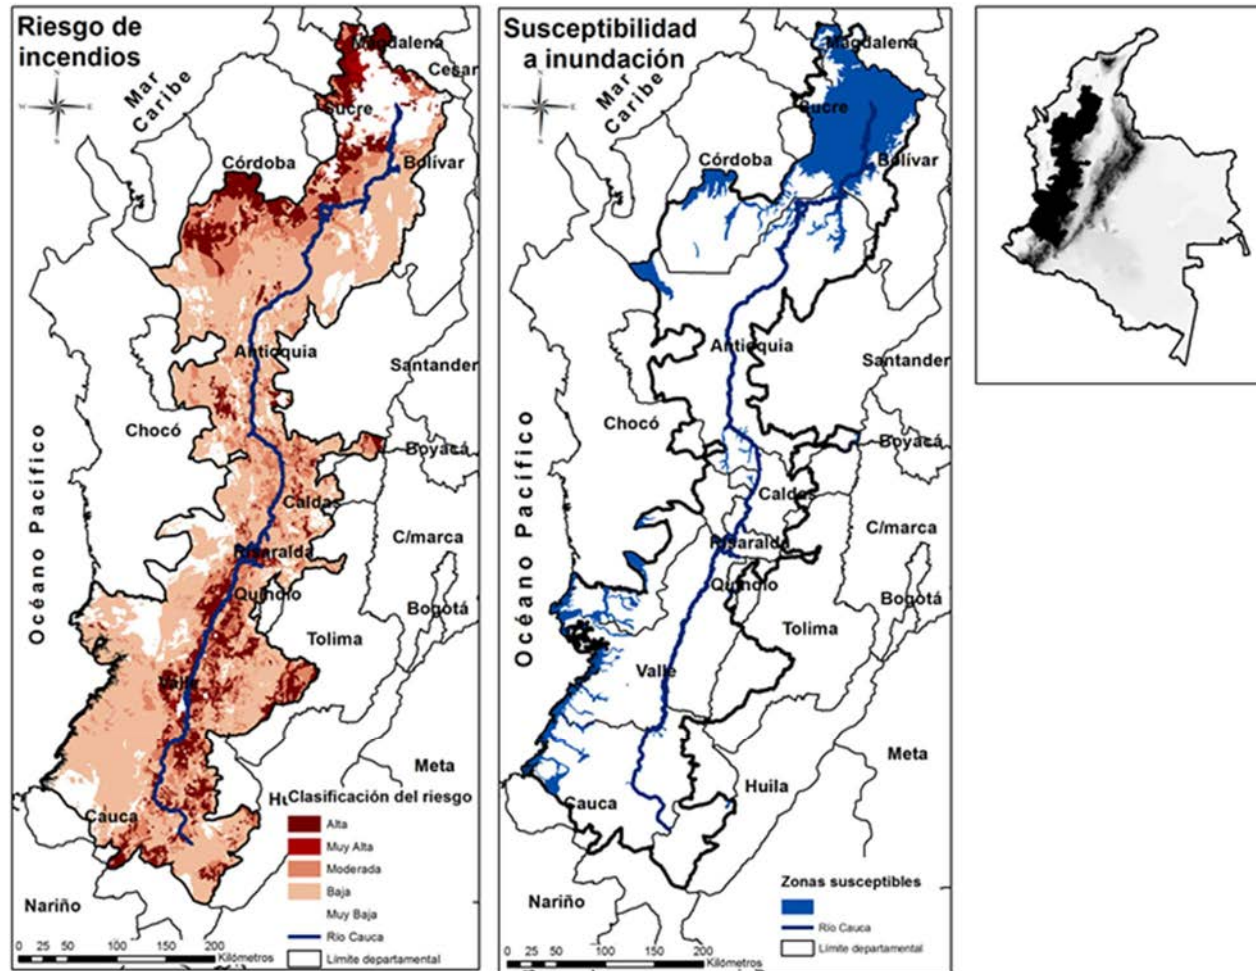 Riesgo de
incendios
Mar
Caribe
Magdalena
Cesar
Sucre
Córdoba
Bolívar
Antioquia
Santander
Chocó
Boyacá
Océano Pacífico
Caldas
C/marca
Risaralda
Quindío
Bogotá
Tolima
Valle
Meta
Cauca
Nariño
Clasificación del riesgo
Alta
Muy Alta
Moderada
Baja
Muy Baja
Río Cauca
Límite departamental
0 25 50 100 150 200
Kilómetros
Susceptibilidad
a inundación
Mar
Caribe
Magdalena
Sucre
Córdoba
Bolívar
Antioquia
Santander
Chocó
Boyacá
Océano Pacífico
Caldas
C/marca
Risaralda
Quindío
Bogotá
Tolima
Valle
Meta
Huila
Cauca
Nariño
Zonas susceptibles
Río Cauca
Límite departamental
0 25 50 100 150 200
Kilómetros